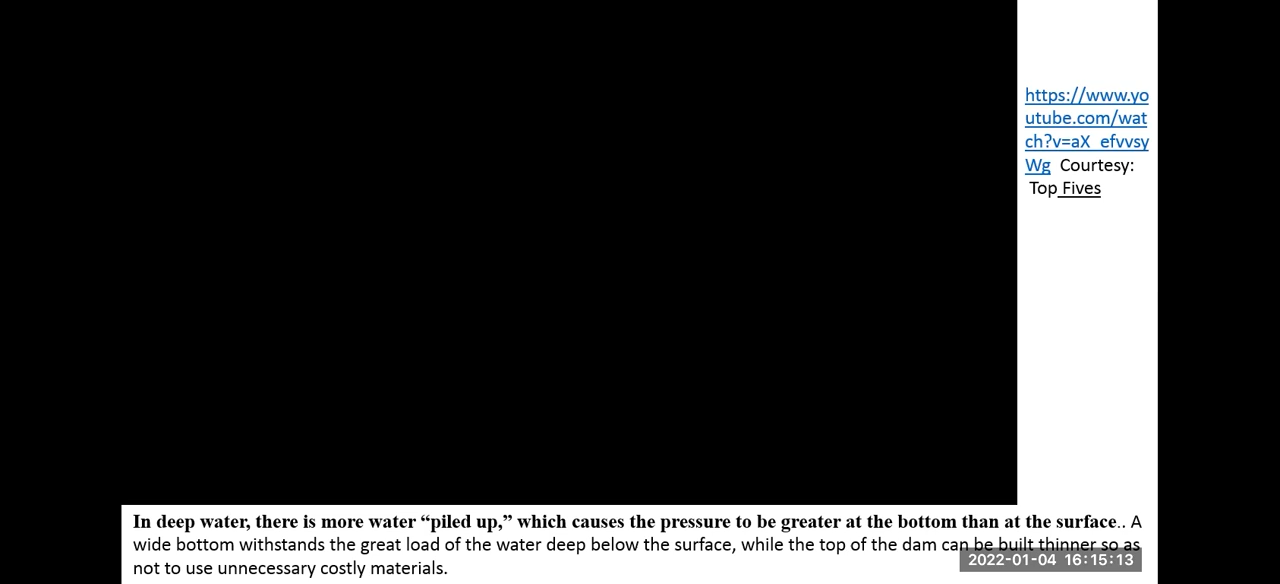 https://www.yo
utube.com/wat
ch?v=aX_efvvsy
Wg Courtesy:
Top Fives
In deep water, there is more water “piled up,” which causes the pressure to be greater at the bottom than at the surface.. A
wide bottom withstands the great load of the water deep below the surface, while the top of the dam can be built thinner so as
not to use unnecessary costly materials.
2022-01-04 16:15:13